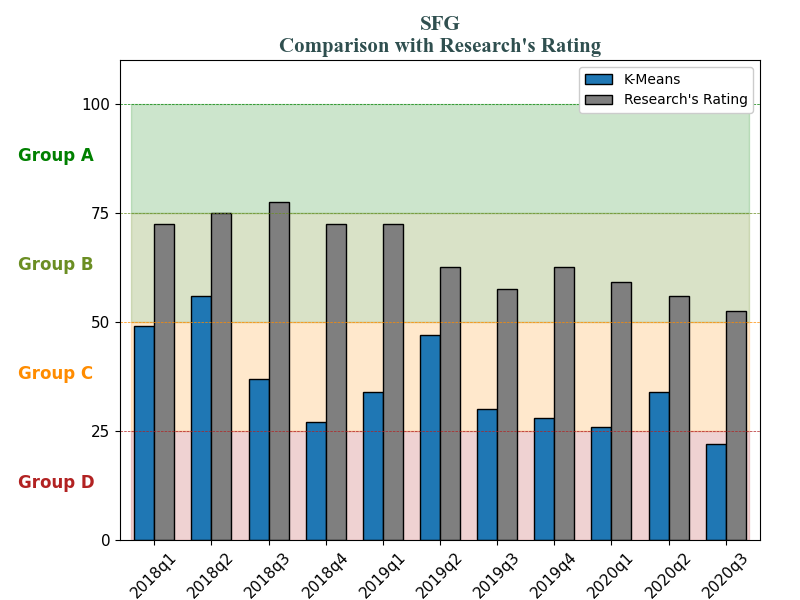 SFG
Comparison with Research's Rating
K-Means
Research's Rating
100
Group A
75
Group B
50
Group C
25
Group D
0
2018q1
2018q2
2018q3
2018q4
2019q1
2019q2
2019q3
2019q4
2020q1
2020q2
2020q3